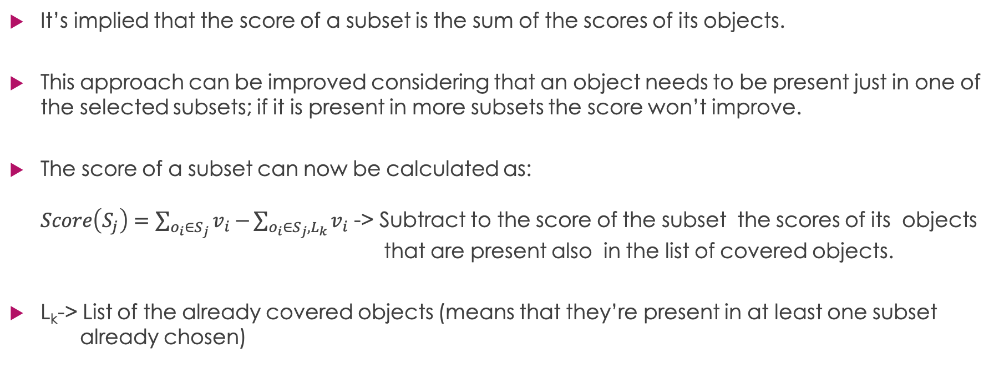 ▶ It's implied that the score of a subset is the sum of the scores of its objects.
▶ This approach can be improved considering that an object needs to be present just in one of
the selected subsets; if it is present in more subsets the score won't improve.
▶ The score of a subset can now be calculated as:
$Score(S_j) = \sum_{o_i \in S_j} v_i - \sum_{o_i \in S_j, L_k} v_i$ -> Subtract to the score of the subset the scores of its objects
that are present also in the list of covered objects.
▶ L_k-> List of the already covered objects (means that they're present in at least one subset
already chosen)